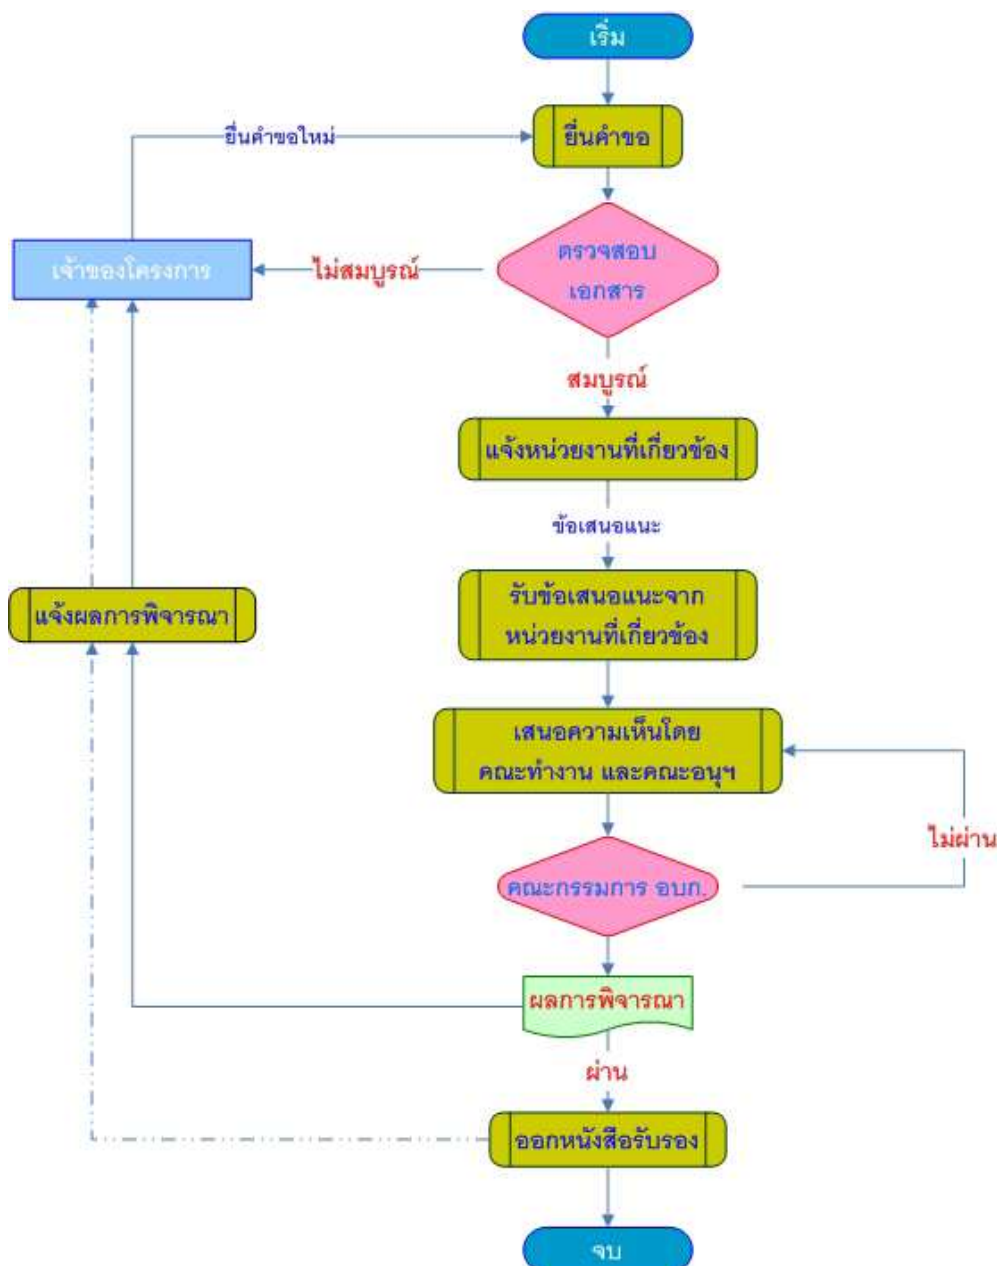 เริ่ม
ยื่นคำขอใหม่
ยื่นคำขอ
ตรวจสอบ
เอกสาร
ไม่สมบูรณ์
เจ้าของโครงการ
สมบูรณ์
แจ้งหน่วยงานที่เกี่ยวข้อง
ข้อเสนอแนะ
รับข้อเสนอแนะจาก
หน่วยงานที่เกี่ยวข้อง
แจ้งผลการพิจารณา
เสนอความเห็นโดย
คณะทำงาน และคณะอนุฯ
ไม่ผ่าน
คณะกรรมการ อบก.
ผลการพิจารณา
ผ่าน
ออกหนังสือรับรอง
จบ